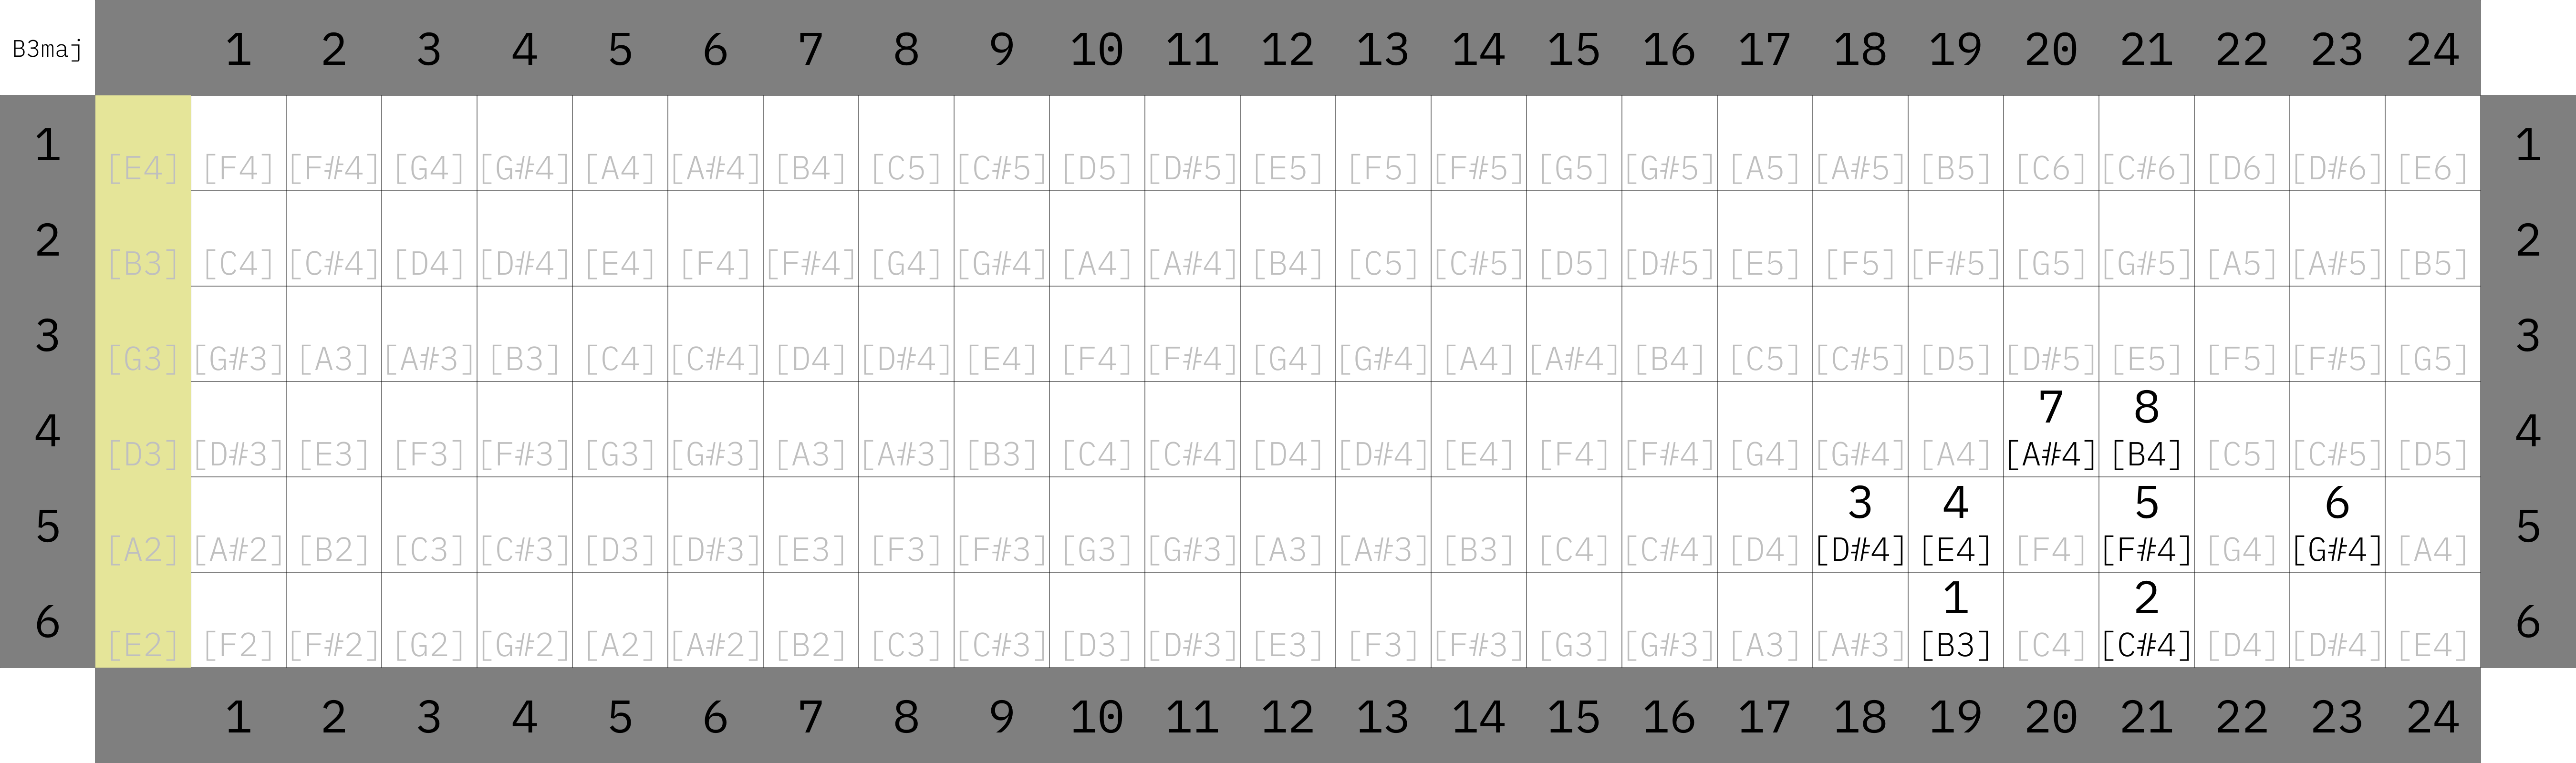 B3maj 1 2 3 4 5 6 7 8 9 10 11 12 13 14 15 16 17 18 19 20 21 22 23 24
1 [E4] [F4] [F#4] [G4] [G#4] [A4] [A#4] [B4] [C5] [C#5] [D5] [D#5] [E5] [F5] [F#5] [G5] [G#5] [A5] [A#5] [B5] [C6] [C#6] [D6] [D#6] [E6] 1
2 [B3] [C4] [C#4] [D4] [D#4] [E4] [F4] [F#4] [G4] [G#4] [A4] [A#4] [B4] [C5] [C#5] [D5] [D#5] [E5] [F5] [F#5] [G5] [G#5] [A5] [A#5] [B5] 2
3 [G3] [G#3] [A3] [A#3] [B3] [C4] [C#4] [D4] [D#4] [E4] [F4] [F#4] [G4] [G#4] [A4] [A#4] [B4] [C5] [C#5] [D5] [D#5] [E5] [F5] [F#5] [G5] 3
7 8
4 [D3] [D#3] [E3] [F3] [F#3] [G3] [G#3] [A3] [A#3] [B3] [C4] [C#4] [D4] [D#4] [E4] [F4] [F#4] [G4] [G#4] [A4] [A#4] [B4] [C5] [C#5] [D5] 4
3 4 5 6
5 [A2] [A#2] [B2] [C3] [C#3] [D3] [D#3] [E3] [F3] [F#3] [G3] [G#3] [A3] [A#3] [B3] [C4] [C#4] [D4] [D#4] [E4] [F4] [F#4] [G4] [G#4] [A4] 5
1 2
6 [E2] [F2] [F#2] [G2] [G#2] [A2] [A#2] [B2] [C3] [C#3] [D3] [D#3] [E3] [F3] [F#3] [G3] [G#3] [A3] [A#3] [B3] [C4] [C#4] [D4] [D#4] [E4] 6
1 2 3 4 5 6 7 8 9 10 11 12 13 14 15 16 17 18 19 20 21 22 23 24